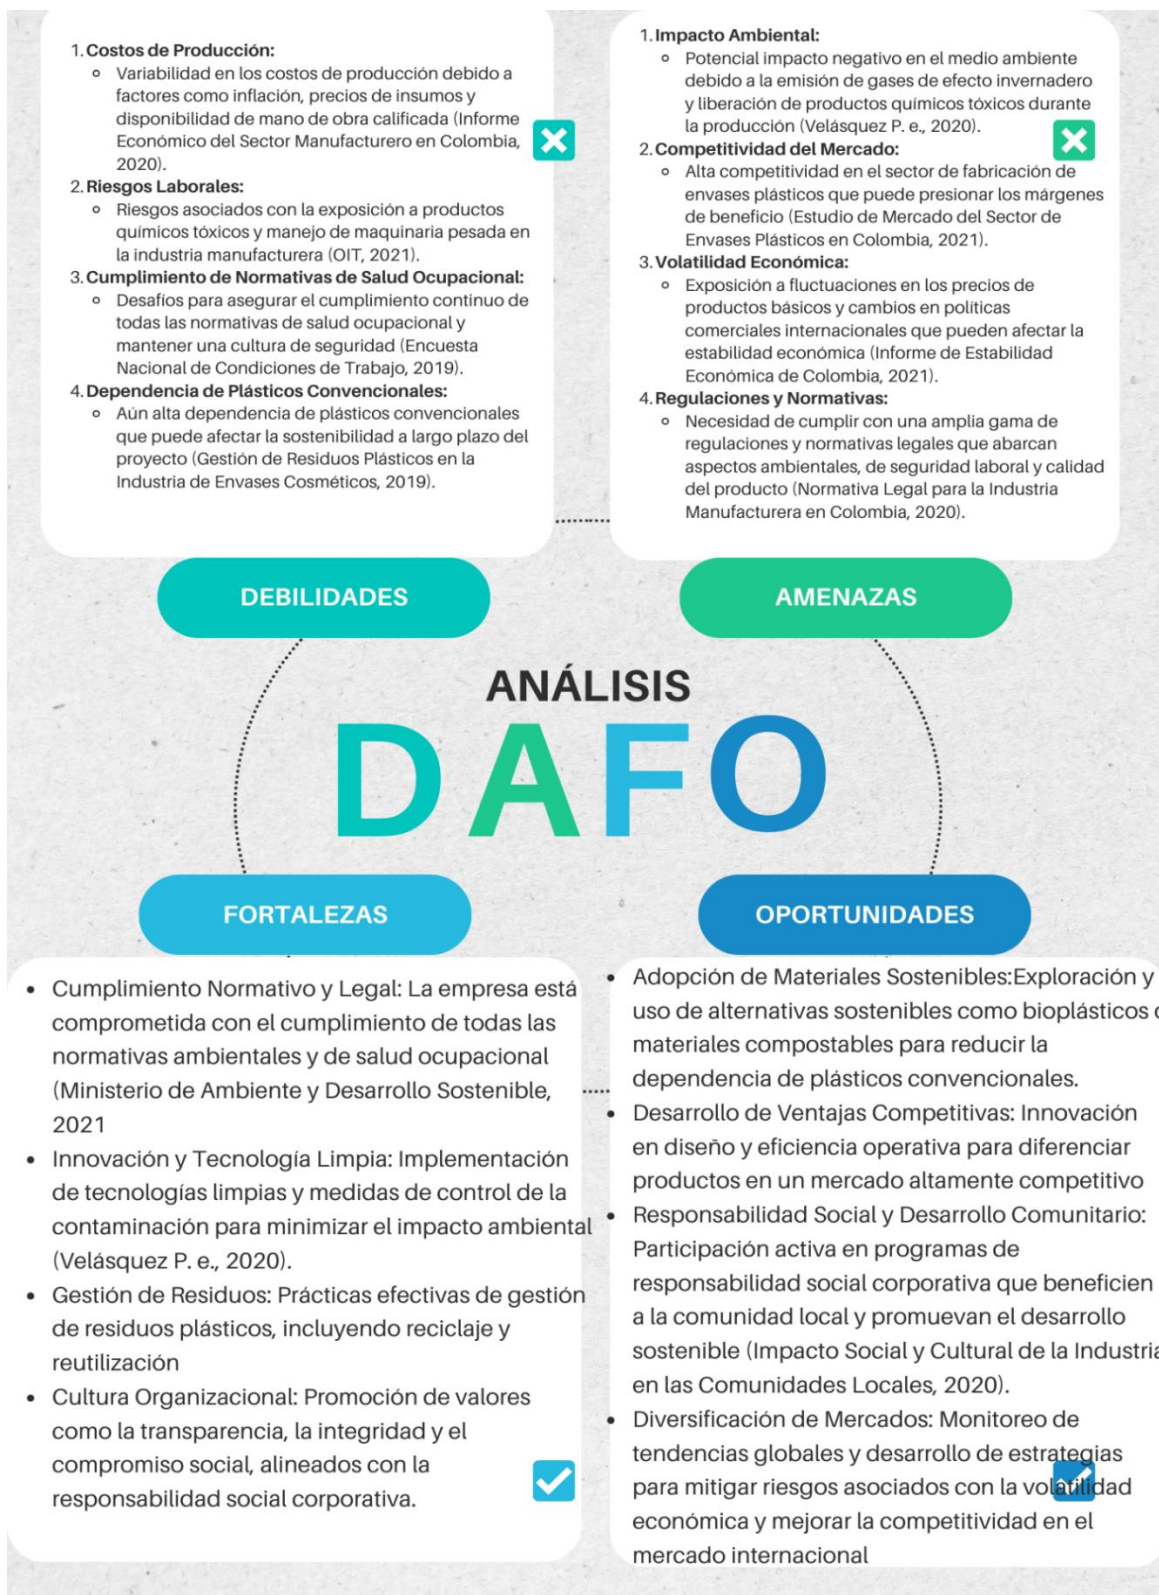 1. Costos de Producción:
Variabilidad en los costos de producción debido a
factores como inflación, precios de insumos y
disponibilidad de mano de obra calificada (Informe
Económico del Sector Manufacturero en Colombia,
2020).
2. Riesgos Laborales:
Riesgos asociados con la exposición a productos
químicos tóxicos y manejo de maquinaria pesada en
la industria manufacturera (OIT, 2021).
3. Cumplimiento de Normativas de Salud Ocupacional:
Desafíos para asegurar el cumplimiento continuo de
todas las normativas de salud ocupacional y
mantener una cultura de seguridad (Encuesta
Nacional de Condiciones de Trabajo, 2019).
4. Dependencia de Plásticos Convencionales:
Aún alta dependencia de plásticos convencionales
que puede afectar la sostenibilidad a largo plazo del
proyecto (Gestión de Residuos Plásticos en la
Industria de Envases Cosméticos, 2019).
1. Impacto Ambiental:
Potencial impacto negativo en el medio ambiente
debido a la emisión de gases de efecto invernadero
y liberación de productos químicos tóxicos durante
la producción (Velásquez P. e., 2020).
2. Competitividad del Mercado:
Alta competitividad en el sector de fabricación de
envases plásticos que puede presionar los márgenes
de beneficio (Estudio de Mercado del Sector de
Envases Plásticos en Colombia, 2021).
3. Volatilidad Económica:
Exposición a fluctuaciones en los precios de
productos básicos y cambios en políticas
comerciales internacionales que pueden afectar la
estabilidad económica (Informe de Estabilidad
Económica de Colombia, 2021).
4. Regulaciones y Normativas:
Necesidad de cumplir con una amplia gama de
regulaciones y normativas legales que abarcan
aspectos ambientales, de seguridad laboral y calidad
del producto (Normativa Legal para la Industria
Manufacturera en Colombia, 2020).
DEBILIDADES
AMENAZAS
ANÁLISIS
DAFO
FORTALEZAS
OPORTUNIDADES
• Cumplimiento Normativo y Legal: La empresa está
comprometida con el cumplimiento de todas las
normativas ambientales y de salud ocupacional
(Ministerio de Ambiente y Desarrollo Sostenible,
2021
• Innovación y Tecnología Limpia: Implementación
de tecnologías limpias y medidas de control de la
contaminación para minimizar el impacto ambiental
(Velásquez P. e., 2020).
• Gestión de Residuos: Prácticas efectivas de gestión
de residuos plásticos, incluyendo reciclaje y
reutilización
• Cultura Organizacional: Promoción de valores
como la transparencia, la integridad y el
compromiso social, alineados con la
responsabilidad social corporativa.
• Adopción de Materiales Sostenibles:Exploración y
uso de alternativas sostenibles como bioplásticos
materiales compostables para reducir la
dependencia de plásticos convencionales.
• Desarrollo de Ventajas Competitivas: Innovación
en diseño y eficiencia operativa para diferenciar
productos en un mercado altamente competitivo
• Responsabilidad Social y Desarrollo Comunitario:
Participación activa en programas de
responsabilidad social corporativa que beneficien
a la comunidad local y promuevan el desarrollo
sostenible (Impacto Social y Cultural de la Industria
en las Comunidades Locales, 2020).
• Diversificación de Mercados: Monitoreo de
tendencias globales y desarrollo de estrategias
para mitigar riesgos asociados con la volatilidad
económica y mejorar la competitividad en el
mercado internacional